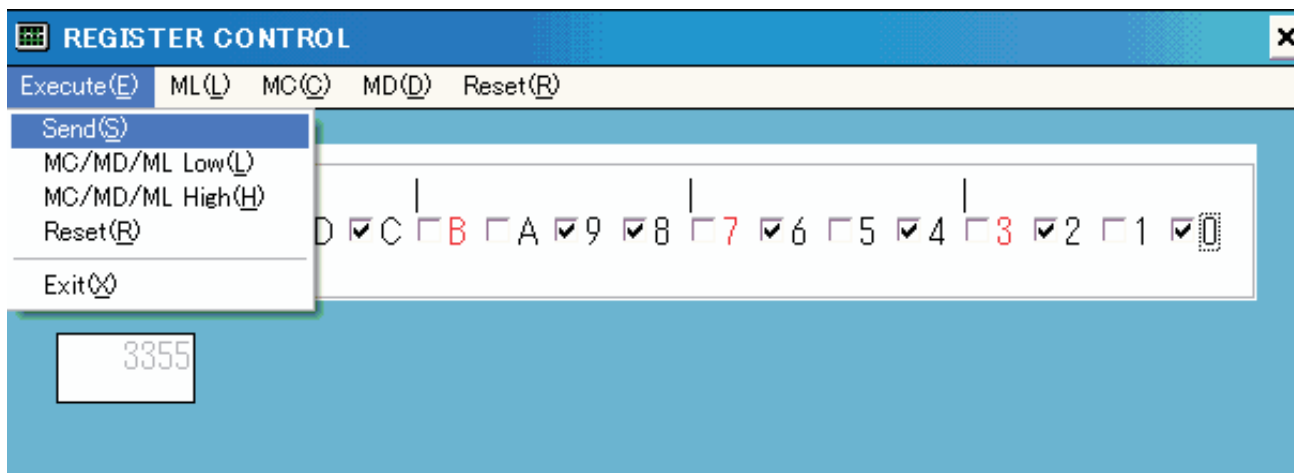 REGISTER CONTROL
Execute(E) ML(L) MC(C) MD(D) Reset(R)
Send(S)
MC/MD/ML Low(L)
MC/MD/ML High(H)
Reset(R)
Exit(X)
D C B A 9 8 7 6 5 4 3 2 1 0
3355